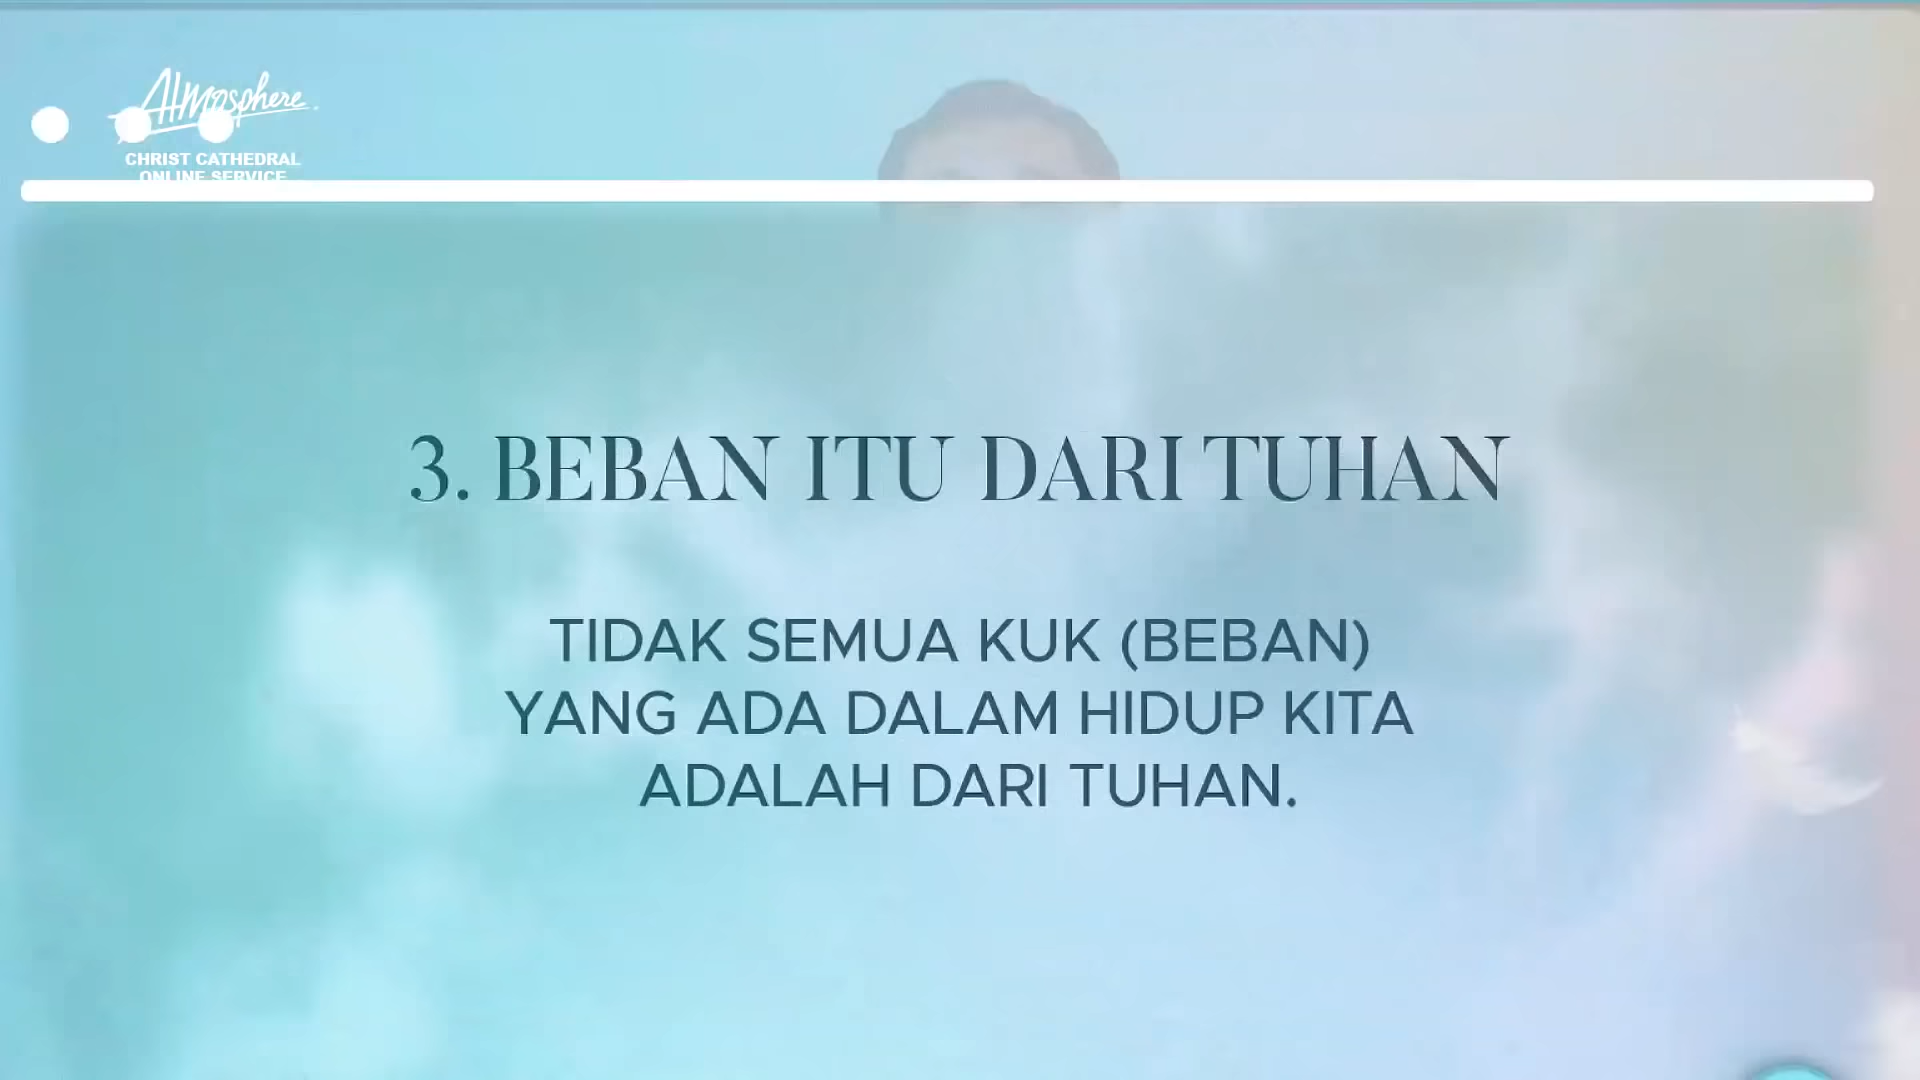 Atmosphere
CHRIST CATHEDRAL
ONLINE SERVICE
3. BEBAN ITU DARI TUHAN
TIDAK SEMUA KUK (BEBAN)
YANG ADA DALAM HIDUP KITA
ADALAH DARI TUHAN.